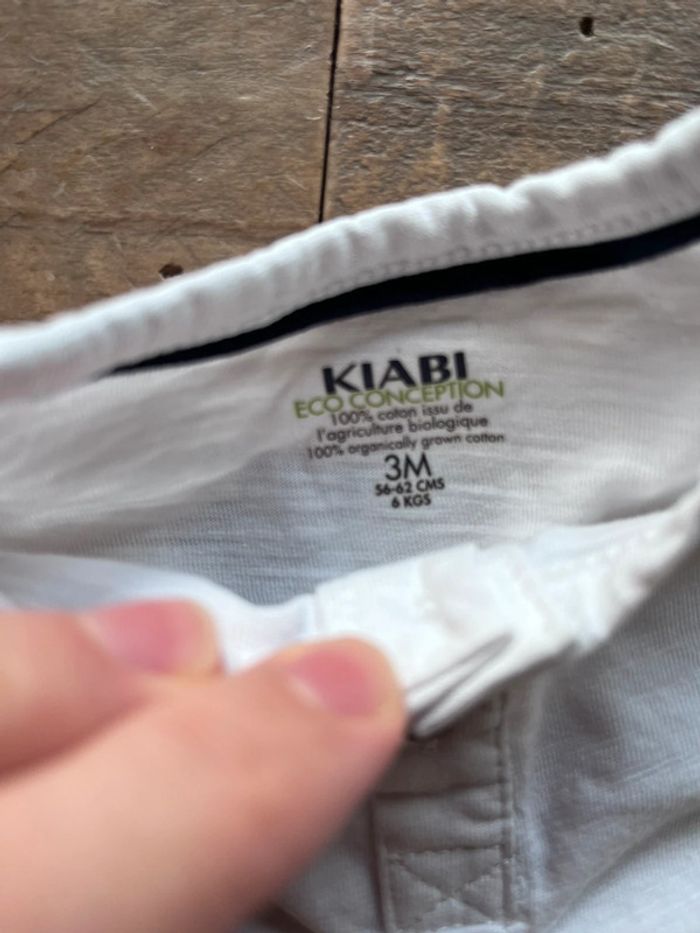 KIABI
ECO CONCEPTION
100% coton issu de
l'agriculture biologique
100% organically grown cotton
3M
56-62 CMS
6 KGS